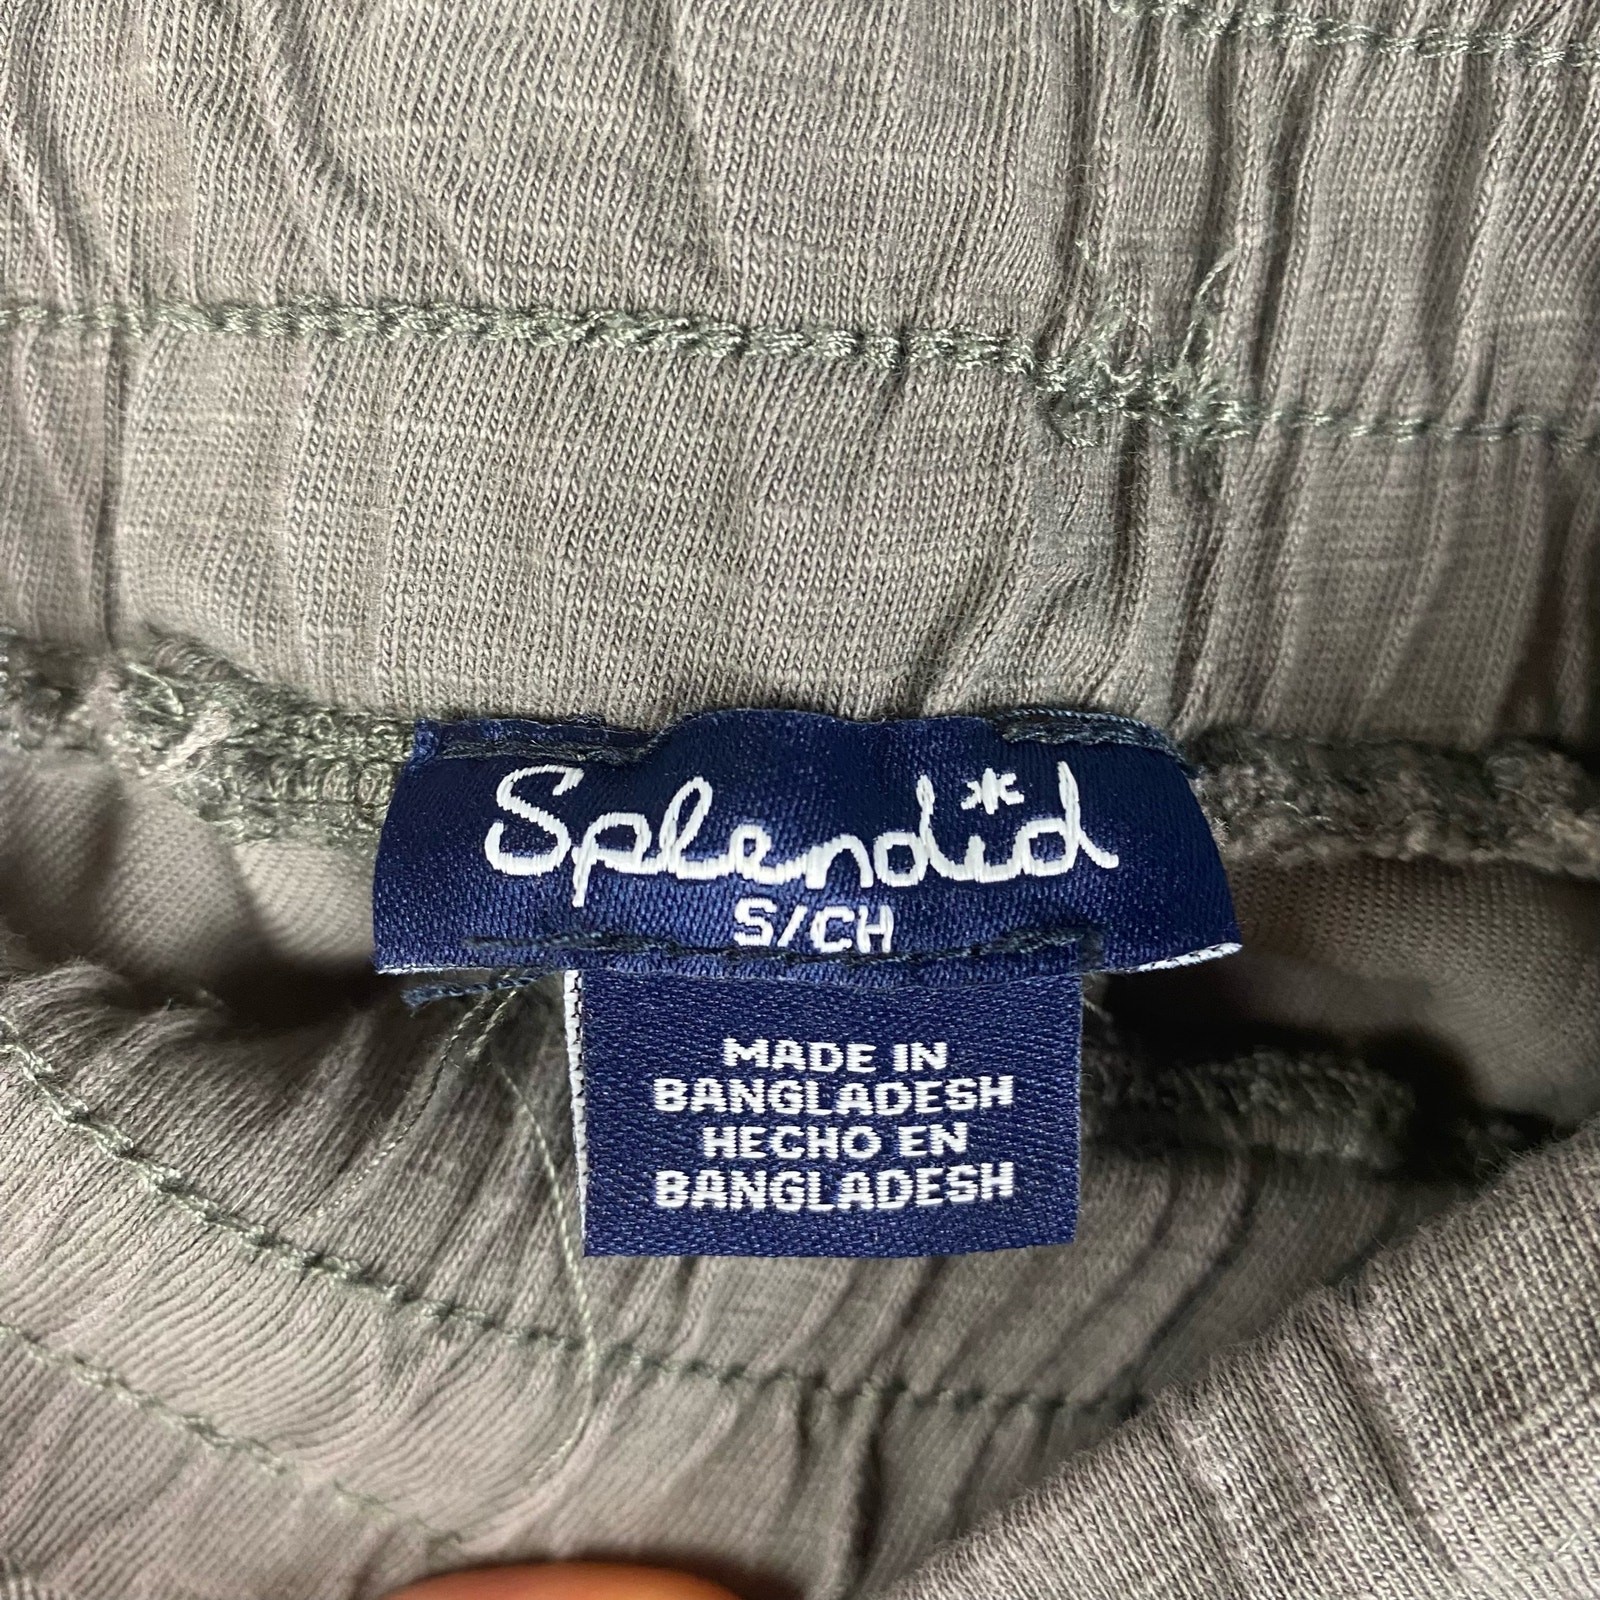 Splendid
S/CH
MADE IN
BANGLADESH
HECHO EN
BANGLADESH